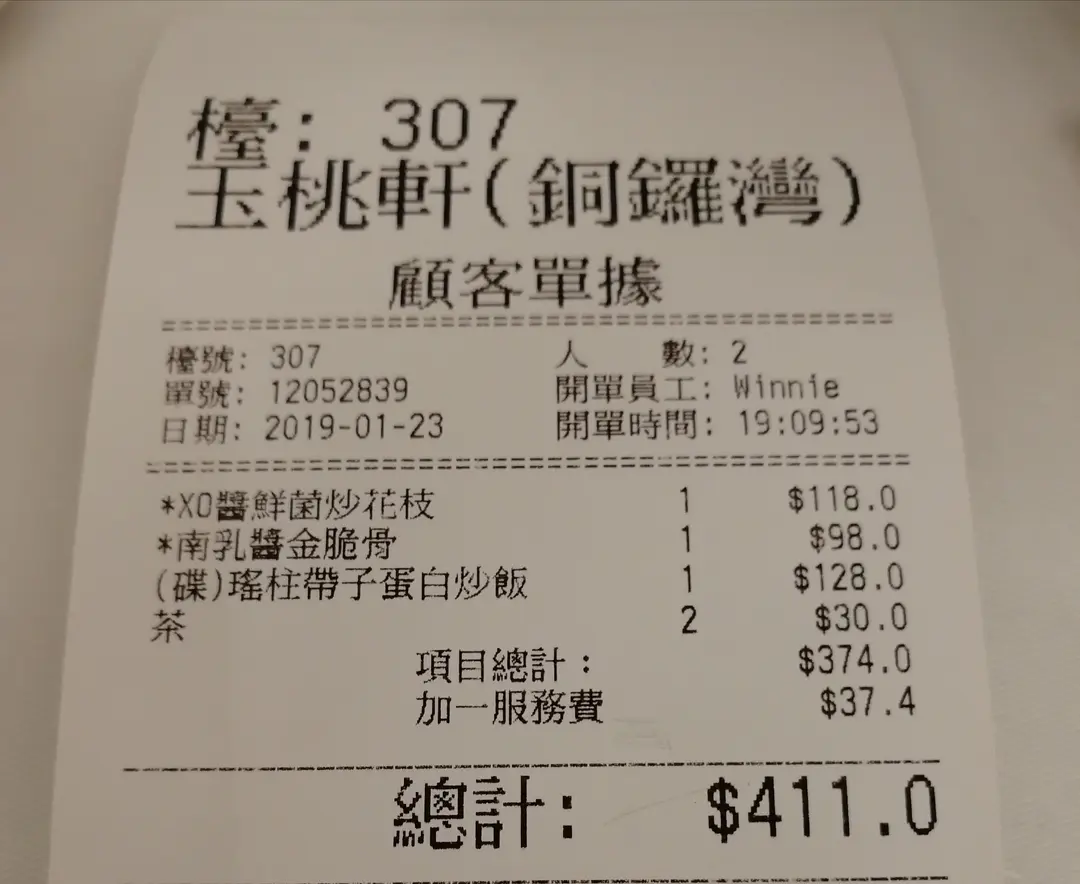 檯: 307
玉桃軒(銅鑼灣)
顧客單據
檯號: 307 人 數: 2
單號: 12052839 開單員工: Winnie
日期: 2019-01-23 開單時間: 19:09:53
*XO醬鮮菌炒花枝 1 $118.0
*南乳醬金脆骨 1 $98.0
(碟)瑤柱帶子蛋白炒飯 1 $128.0
茶 2 $30.0
項目總計: $374.0
加一服務費 $37.4
總計: $411.0